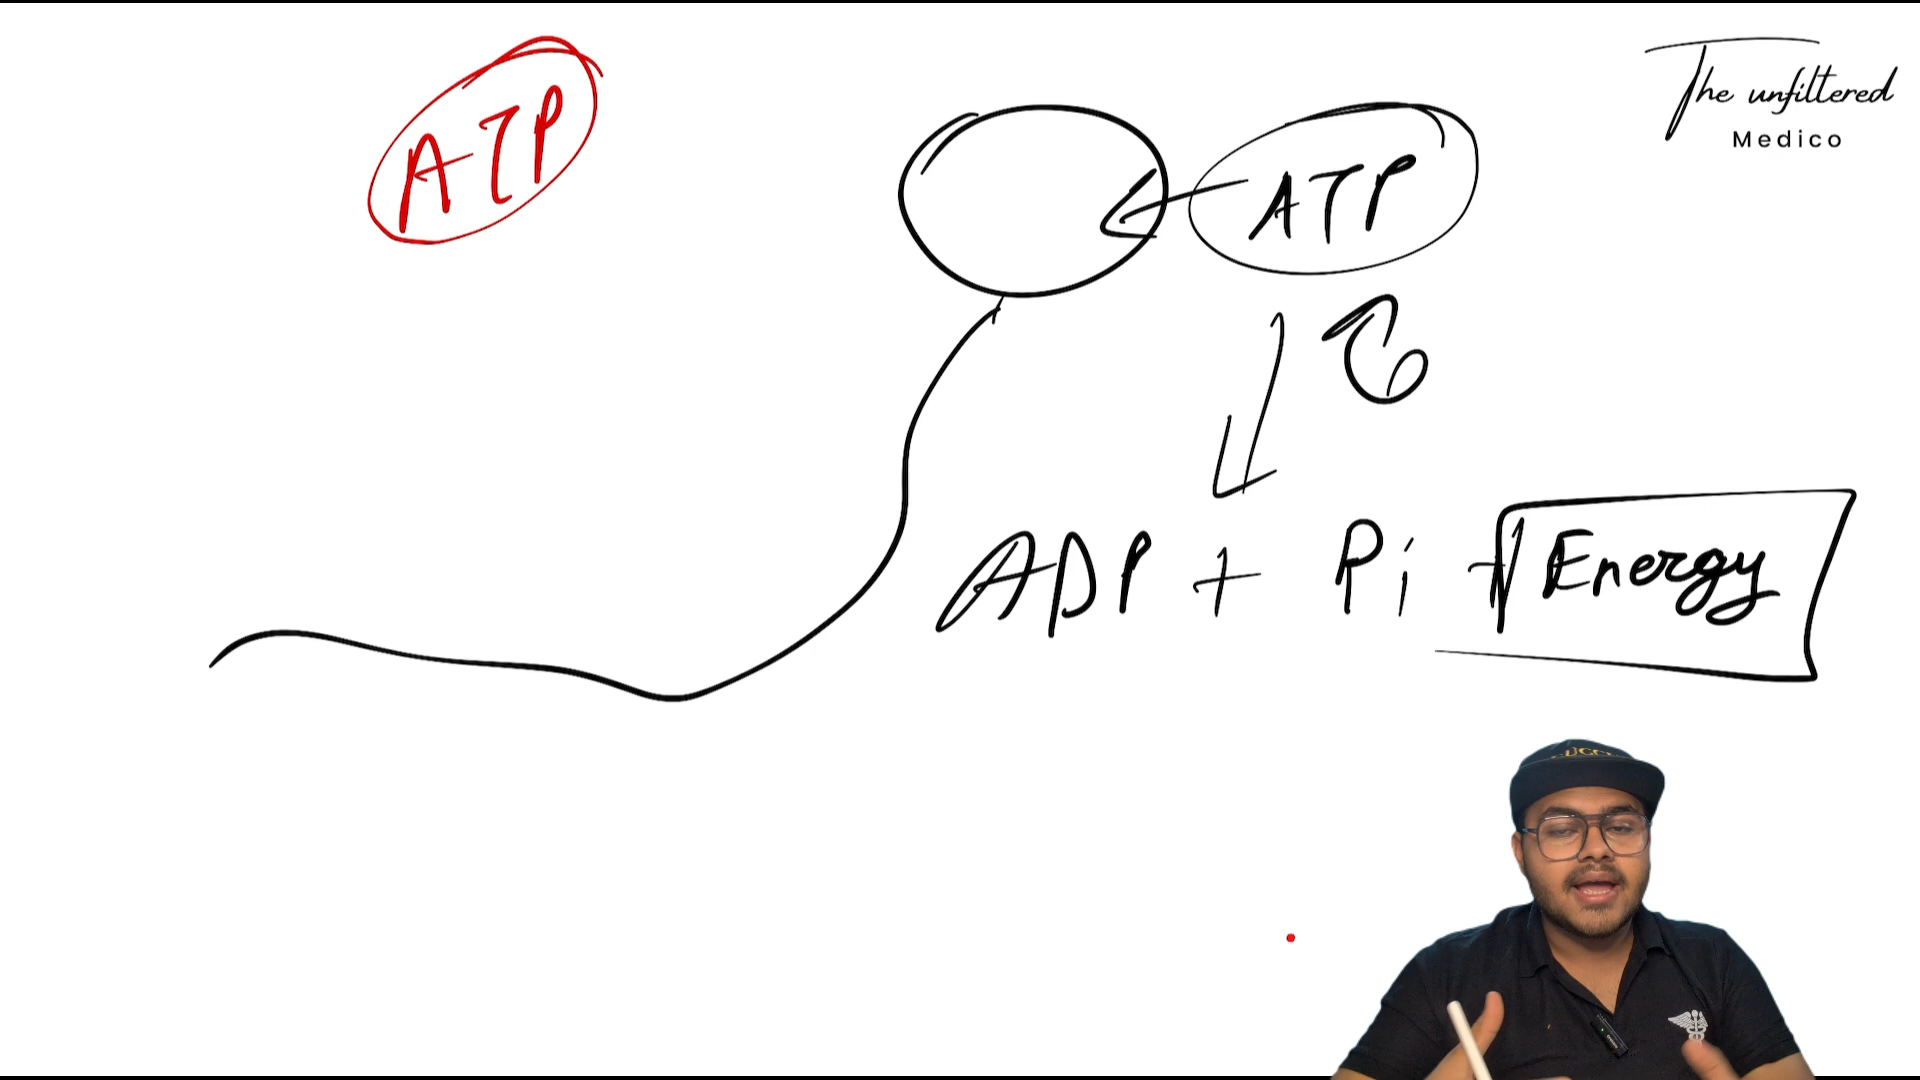 ATP
ATP
The unfiltered
Medico
ADP + Pi + Energy